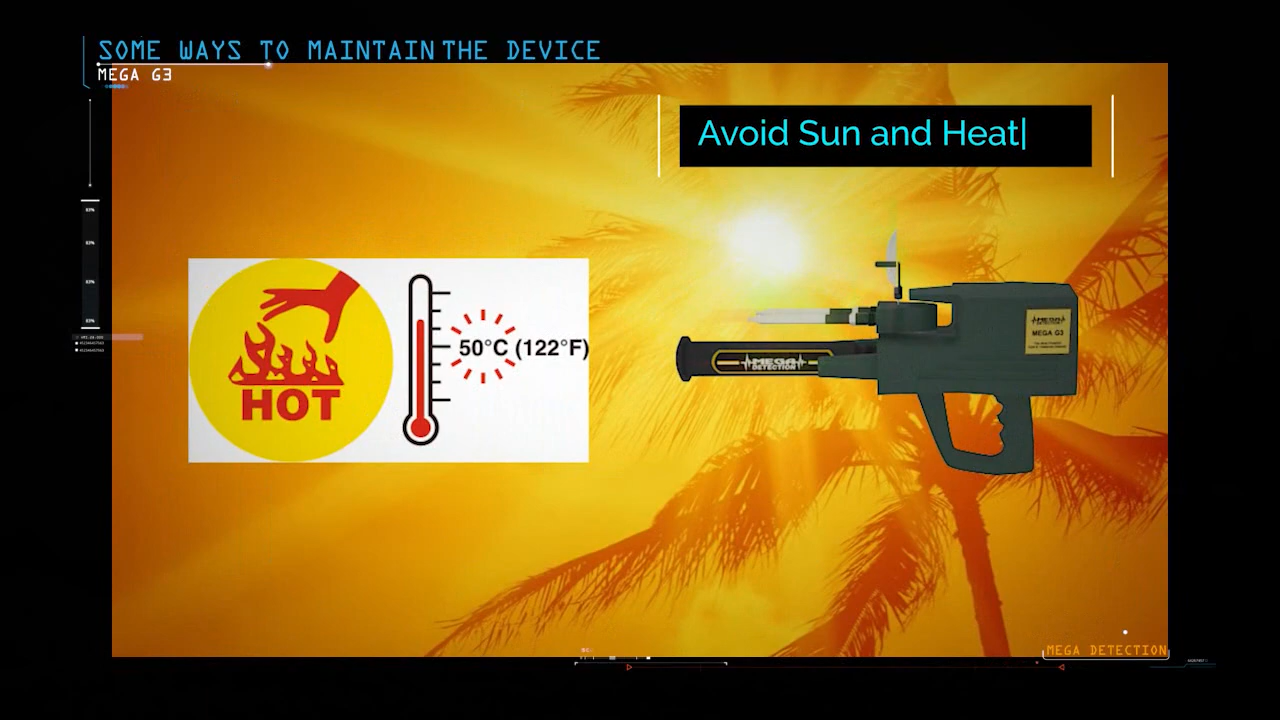 SOME WAYS TO MAINTAIN THE DEVICE
MEGA G3
Avoid Sun and Heat
HOT
50°C (122°F)
MEGA
DETECTION
MEGA
DETECTION
MEGA G3
MEGA DETECTION